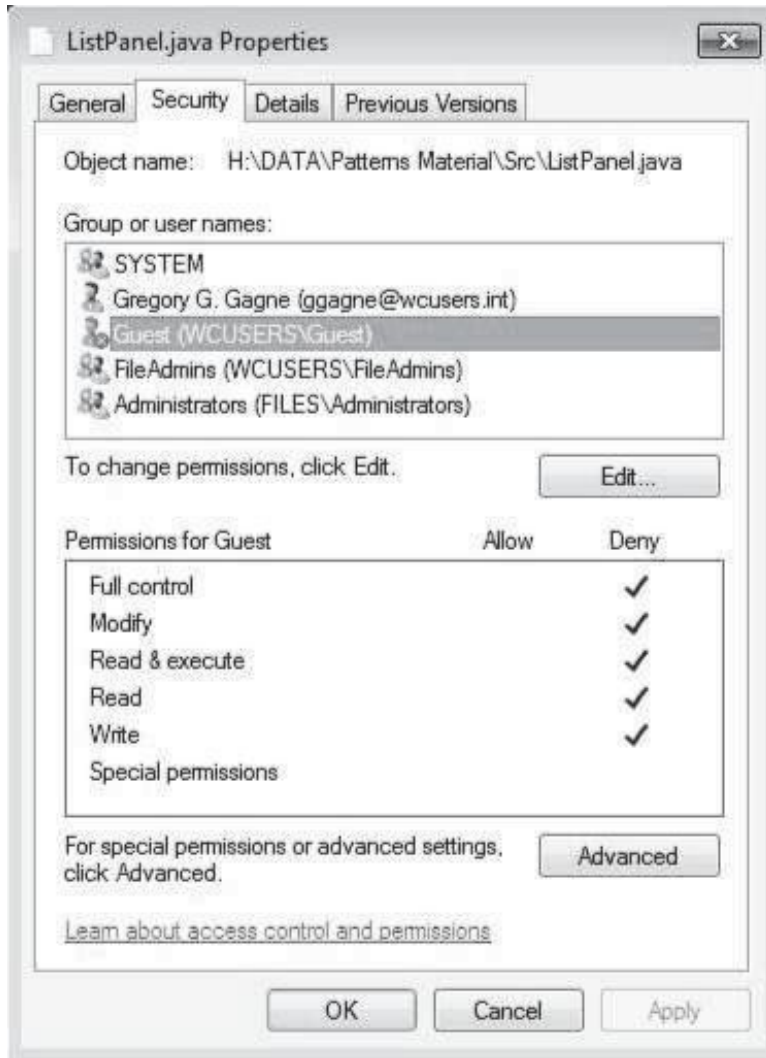 ListPanel.java Properties
General Security Details Previous Versions
Object name: H:\DATA\Patterns Material\Src\ListPanel.java
Group or user names:
SYSTEM
Gregory G. Gagne (ggagne@wcusers.int)
Guest (WCUSERS\Guest)
FileAdmins (WCUSERS\FileAdmins)
Administrators (FILES\Administrators)
To change permissions, click Edit.
Edit...
Permissions for Guest Allow Deny
Full control
Modify
Read & execute
Read
Write
Special permissions
For special permissions or advanced settings,
click Advanced.
Advanced
Learn about access control and permissions
OK Cancel Apply